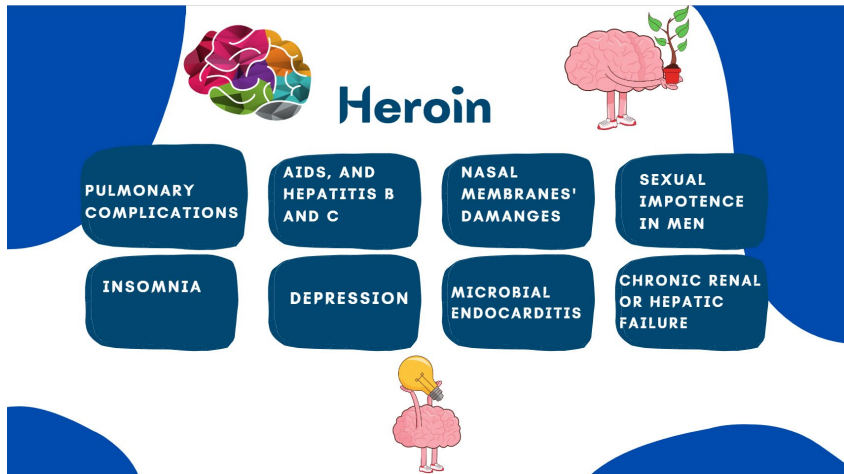 Heroin
PULMONARY
COMPLICATIONS
AIDS, AND
HEPATITIS B
AND C
NASAL
MEMBRANES'
DAMANGES
SEXUAL
IMPOTENCE
IN MEN
INSOMNIA
DEPRESSION
MICROBIAL
ENDOCARDITIS
CHRONIC RENAL
OR HEPATIC
FAILURE